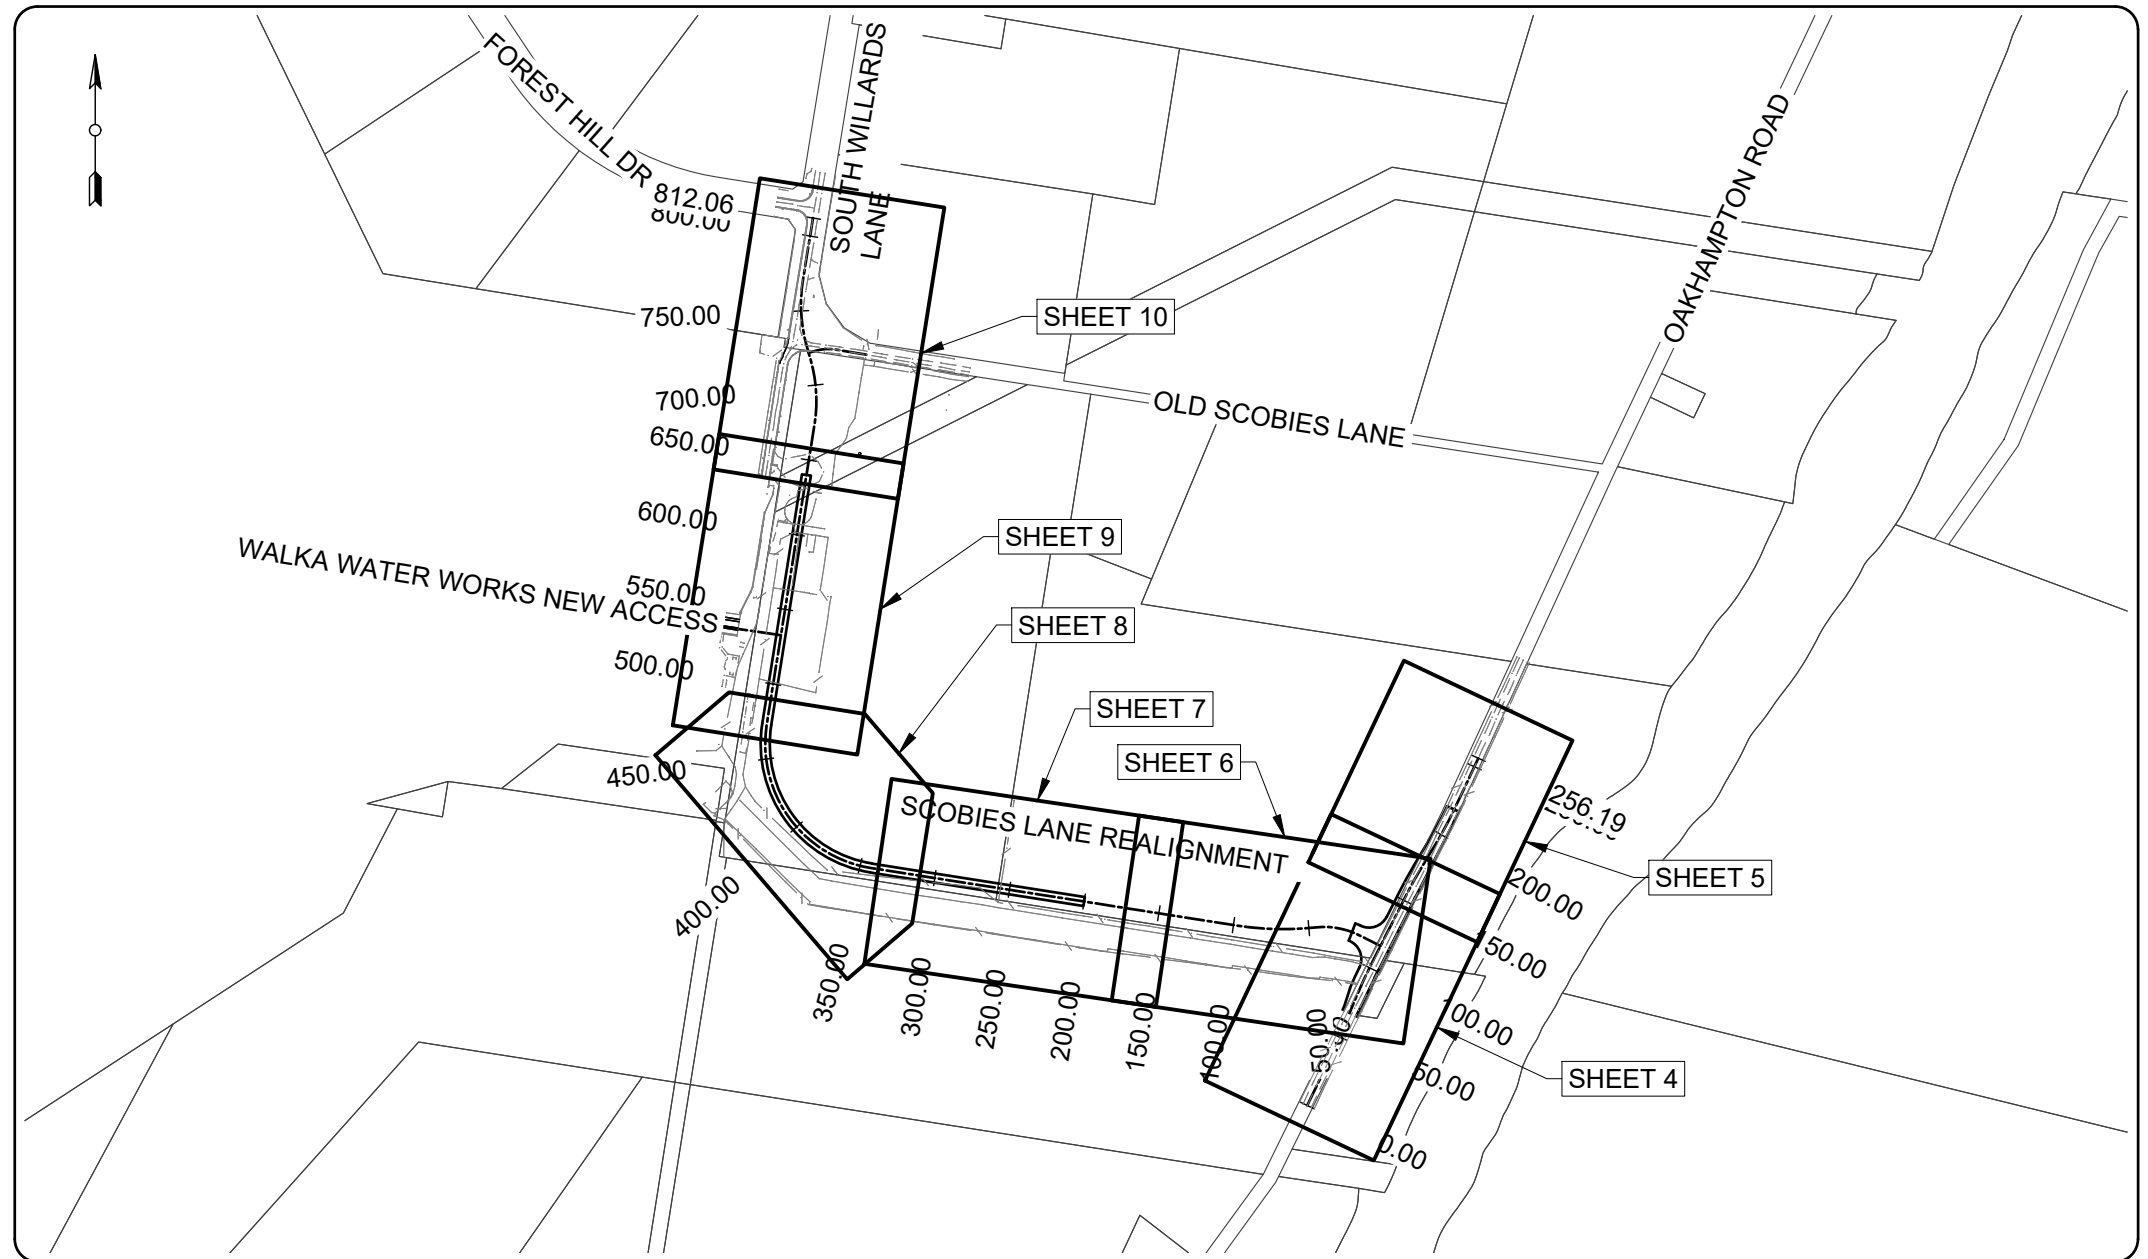 FOREST HILL DR
SOUTH WILLARDS
LANE
812.06
800.00
750.00
700.00
650.00
600.00
550.00
500.00
450.00
400.00
350.00
300.00
250.00
200.00
150.00
100.00
50.00
OAKHAMPTON ROAD
SHEET 10
OLD SCOBIES LANE
SHEET 9
WALKA WATER WORKS NEW ACCESS
SHEET 8
SHEET 7
SHEET 6
SCOBIES LANE REALIGNMENT
256.19
SHEET 5
200.00
150.00
100.00
SHEET 4
50.00
0.00